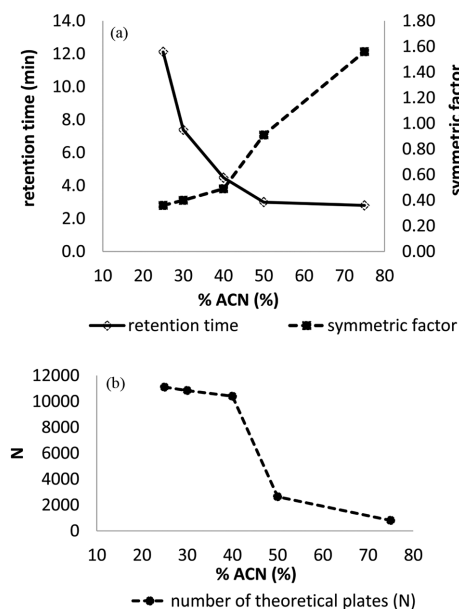 (a)
retention time (min)
14.0
12.0
10.0
8.0
6.0
4.0
2.0
0.0
1.80
1.60
1.40
1.20
1.00
0.80
0.60
0.40
0.20
0.00
symmetric factor
10 20 30 40 50 60 70 80
% ACN (%)
retention time symmetric factor
(b)
N
12000
10000
8000
6000
4000
2000
0
10 20 30 40 50 60 70 80
% ACN (%)
number of theoretical plates (N)